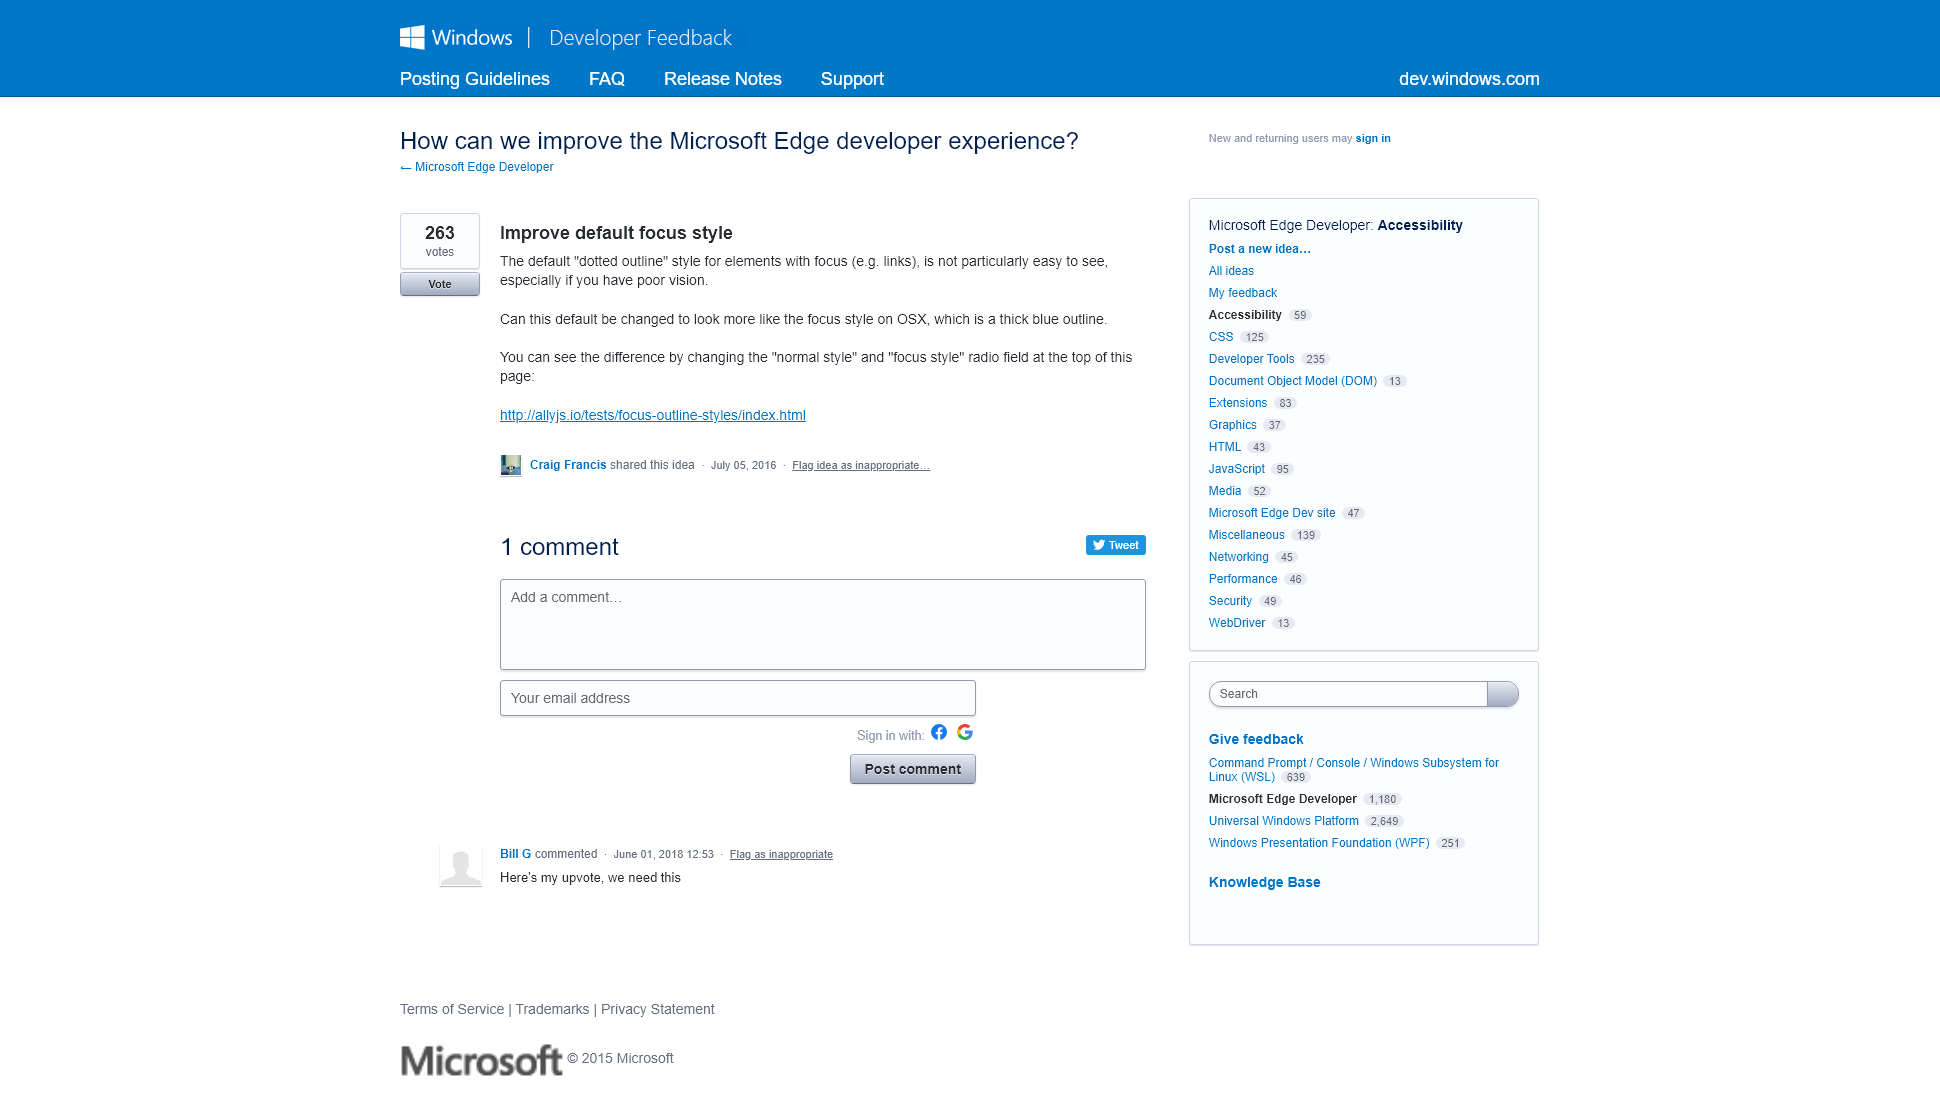 Windows | Developer Feedback
Posting Guidelines FAQ Release Notes Support dev.windows.com
How can we improve the Microsoft Edge developer experience?
← Microsoft Edge Developer
New and returning users may sign in
263
votes
Vote
Improve default focus style
The default "dotted outline" style for elements with focus (e.g. links), is not particularly easy to see,
especially if you have poor vision.
Can this default be changed to look more like the focus style on OSX, which is a thick blue outline.
You can see the difference by changing the "normal style" and "focus style" radio field at the top of this
page:
http://allyjs.io/tests/focus-outline-styles/index.html
Craig Francis shared this idea · July 05, 2016 · Flag idea as inappropriate…
1 comment
Tweet
Add a comment…
Your email address
Sign in with:
Post comment
Bill G commented · June 01, 2018 12:53 · Flag as inappropriate
Here's my upvote, we need this
Microsoft Edge Developer: Accessibility
Post a new idea…
All ideas
My feedback
Accessibility 59
CSS 125
Developer Tools 235
Document Object Model (DOM) 13
Extensions 83
Graphics 37
HTML 43
JavaScript 95
Media 52
Microsoft Edge Dev site 47
Miscellaneous 139
Networking 45
Performance 46
Security 49
WebDriver 13
Search
Give feedback
Command Prompt / Console / Windows Subsystem for
Linux (WSL) 639
Microsoft Edge Developer 1,180
Universal Windows Platform 2,649
Windows Presentation Foundation (WPF) 251
Knowledge Base
Terms of Service | Trademarks | Privacy Statement
Microsoft © 2015 Microsoft